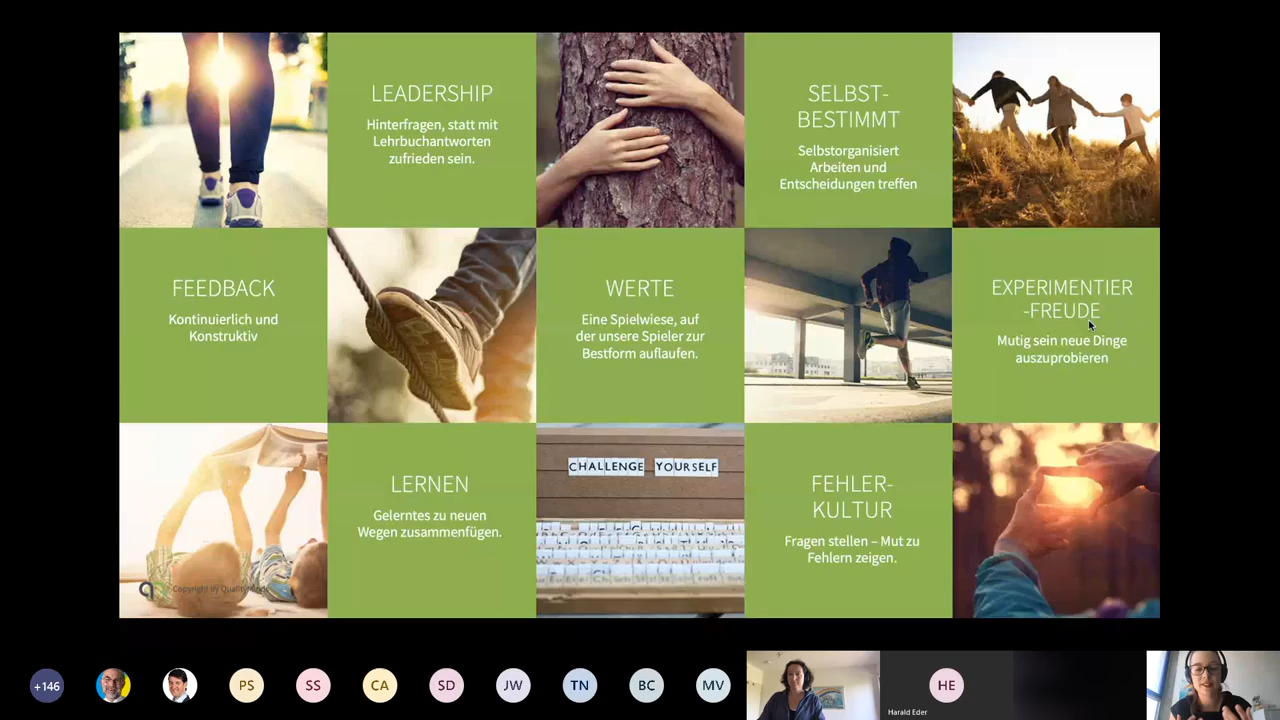 LEADERSHIP
Hinterfragen, statt mit
Lehrbuchantworten
zufrieden sein.
SELBST-
BESTIMMT
Selbstorganisiert
Arbeiten und
Entscheidungen treffen
FEEDBACK
Kontinuierlich und
Konstruktiv
WERTE
Eine Spielwiese, auf
der unsere Spieler zur
Bestform auflaufen.
EXPERIMENTIER
-FREUDE
Mutig sein neue Dinge
auszuprobieren
LERNEN
Gelerntes zu neuen
Wegen zusammenfügen.
CHALLENGE YOURSELF
FEHLER-
KULTUR
Fragen stellen – Mut zu
Fehlern zeigen.
Copyright by QualityMinds
+146
PS
SS
CA
SD
JW
TN
BC
MV
HE
Harald Eder